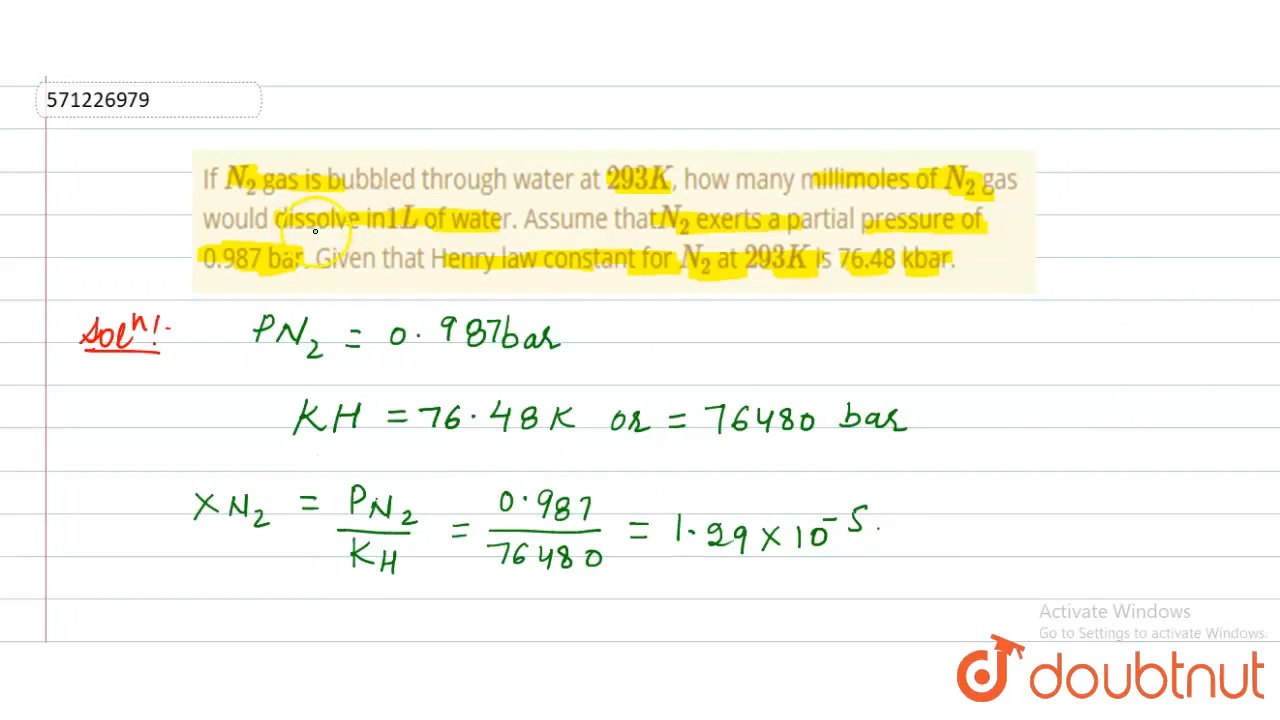 571226979
If N₂ gas is bubbled through water at 293K, how many millimoles of N₂ gas
would dissolve in1L of water. Assume thatN₂ exerts a partial pressure of
0.987 bar. Given that Henry law constant for N₂ at 293K is 76.48 kbar.
Solⁿ!. PN₂ = 0.987bar
KH = 76.48K or = 76480 bar
XN₂ = PN₂/KH = 0.987/76480 = 1.29 × 10⁻⁵.
Activate Windows
Go to Settings to activate Windows.
doubtnut